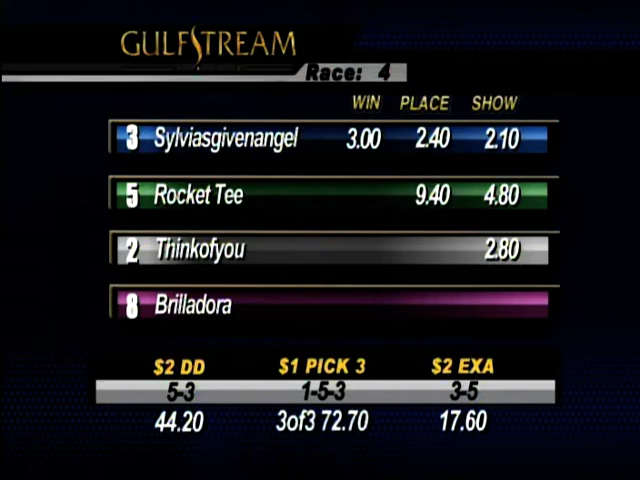 GULFSTREAM
Race: 4
WIN PLACE SHOW
3 Sylviasgivenangel 3.00 2.40 2.10
5 Rocket Tee 9.40 4.80
2 Thinkofyou 2.80
8 Brilladora
$2 DD $1 PICK 3 $2 EXA
5-3 1-5-3 3-5
44.20 3of3 72.70 17.60